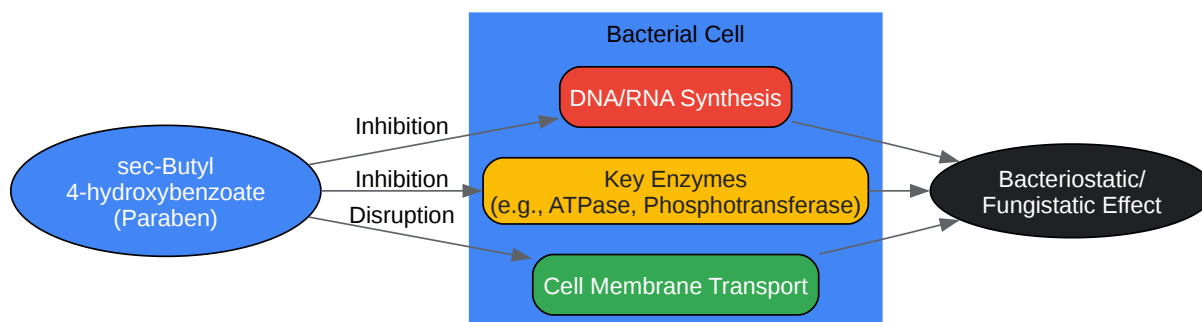 sec-Butyl
4-hydroxybenzoate
(Paraben)
Inhibition
Inhibition
Disruption
Bacterial Cell
DNA/RNA Synthesis
Key Enzymes
(e.g., ATPase, Phosphotransferase)
Cell Membrane Transport
Bacteriostatic/
Fungistatic Effect